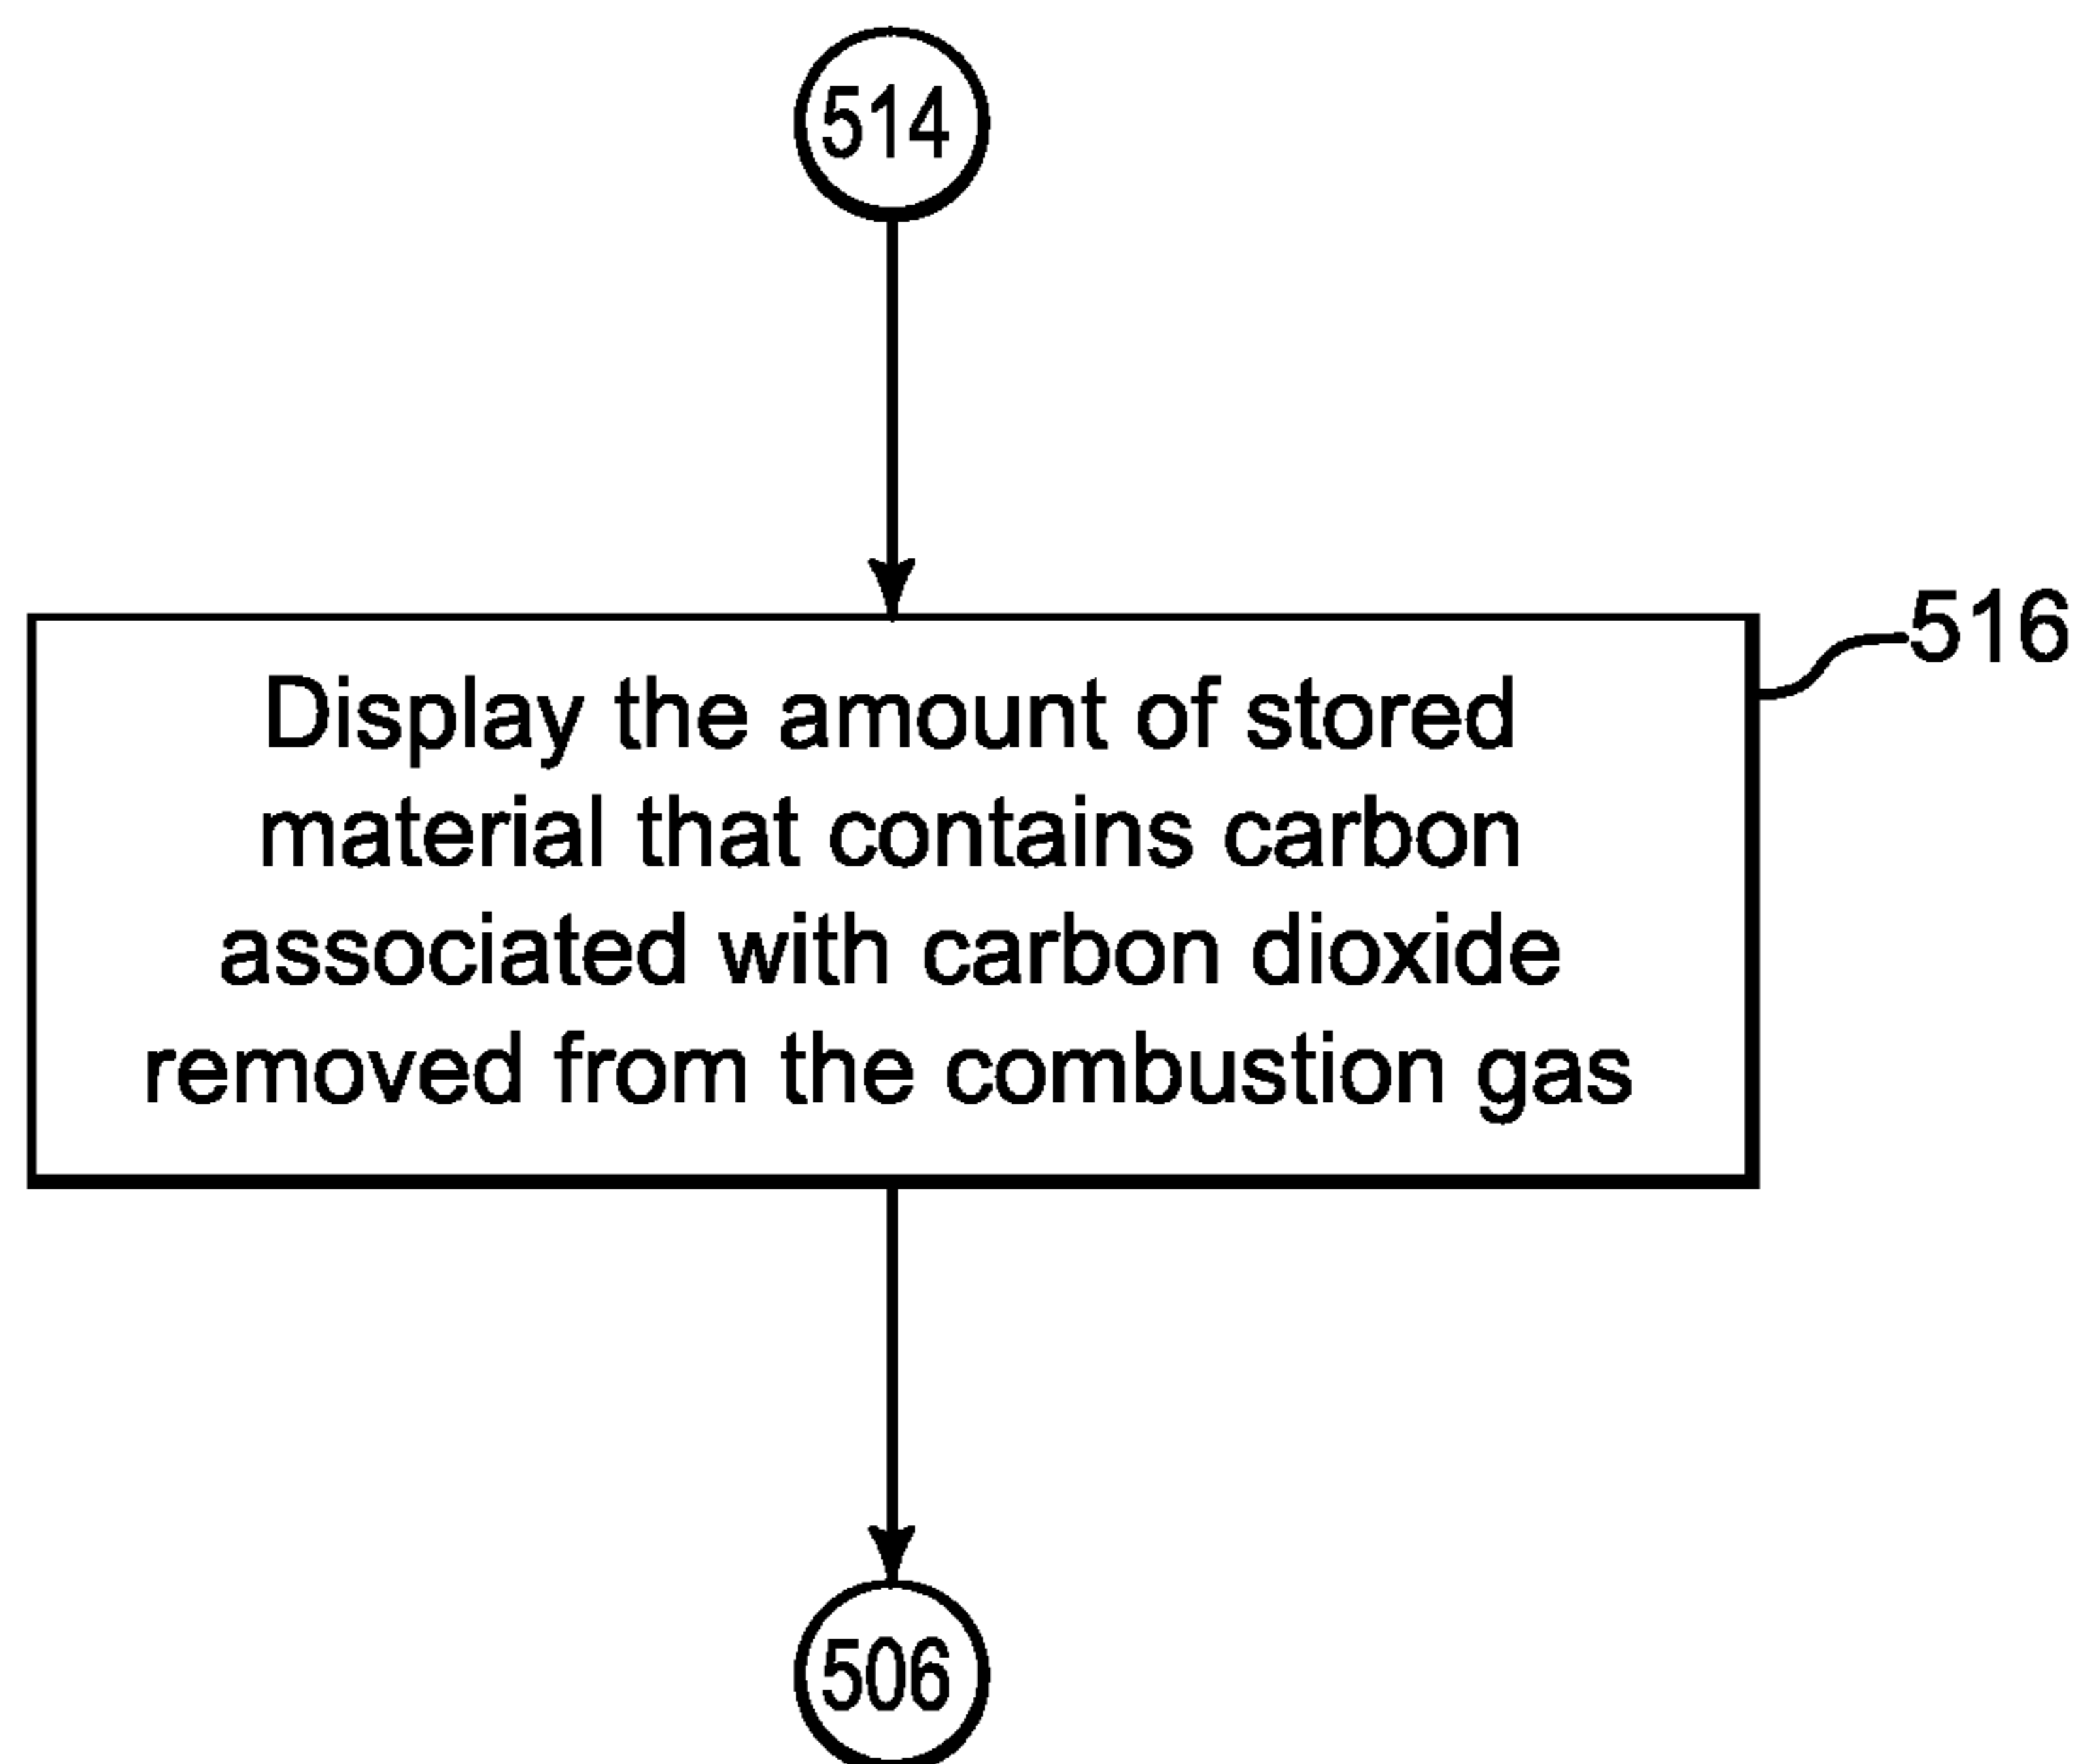 514
516
Display the amount of stored
material that contains carbon
associated with carbon dioxide
removed from the combustion gas
506